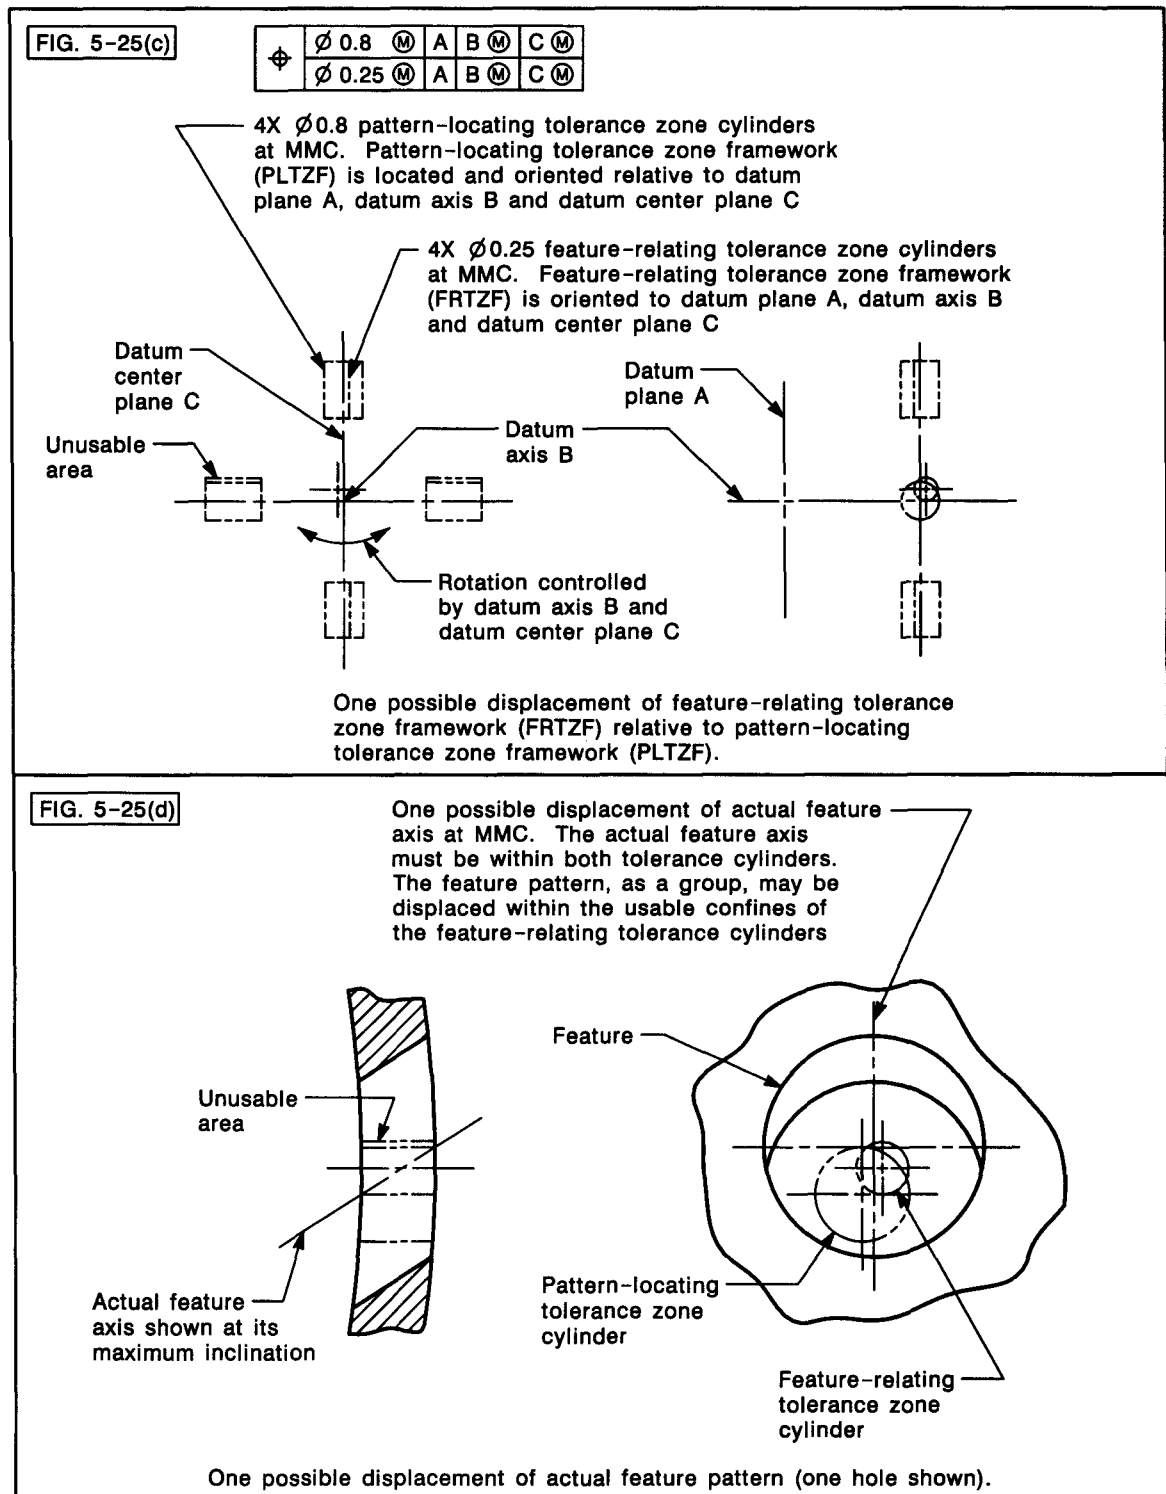 FIG. 5-25(c)
⌖ Ø 0.8 Ⓜ A B Ⓜ C Ⓜ
Ø 0.25 Ⓜ A B Ⓜ C Ⓜ
4X Ø0.8 pattern-locating tolerance zone cylinders
at MMC. Pattern-locating tolerance zone framework
(PLTZF) is located and oriented relative to datum
plane A, datum axis B and datum center plane C
4X Ø0.25 feature-relating tolerance zone cylinders
at MMC. Feature-relating tolerance zone framework
(FRTZF) is oriented to datum plane A, datum axis B
and datum center plane C
Datum
center
plane C
Datum
plane A
Unusable
area
Datum
axis B
Rotation controlled
by datum axis B and
datum center plane C
One possible displacement of feature-relating tolerance
zone framework (FRTZF) relative to pattern-locating
tolerance zone framework (PLTZF).
FIG. 5-25(d)
One possible displacement of actual feature
axis at MMC. The actual feature axis
must be within both tolerance cylinders.
The feature pattern, as a group, may be
displaced within the usable confines of
the feature-relating tolerance cylinders
Feature
Unusable
area
Actual feature
axis shown at its
maximum inclination
Pattern-locating
tolerance zone
cylinder
Feature-relating
tolerance zone
cylinder
One possible displacement of actual feature pattern (one hole shown).